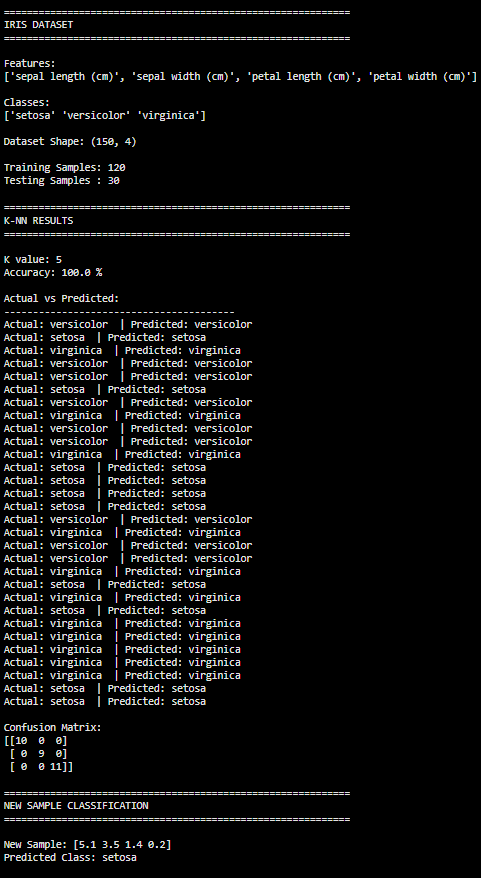 =====================================================
IRIS DATASET
=====================================================
Features:
['sepal length (cm)', 'sepal width (cm)', 'petal length (cm)', 'petal width (cm)']
Classes:
['setosa' 'versicolor' 'virginica']
Dataset Shape: (150, 4)
Training Samples: 120
Testing Samples : 30
=====================================================
K-NN RESULTS
=====================================================
K value: 5
Accuracy: 100.0 %
Actual vs Predicted:
----------------------------------------
Actual: versicolor  | Predicted: versicolor
Actual: setosa  | Predicted: setosa
Actual: virginica  | Predicted: virginica
Actual: versicolor  | Predicted: versicolor
Actual: versicolor  | Predicted: versicolor
Actual: setosa  | Predicted: setosa
Actual: versicolor  | Predicted: versicolor
Actual: virginica  | Predicted: virginica
Actual: versicolor  | Predicted: versicolor
Actual: versicolor  | Predicted: versicolor
Actual: virginica  | Predicted: virginica
Actual: setosa  | Predicted: setosa
Actual: setosa  | Predicted: setosa
Actual: setosa  | Predicted: setosa
Actual: setosa  | Predicted: setosa
Actual: versicolor  | Predicted: versicolor
Actual: virginica  | Predicted: virginica
Actual: versicolor  | Predicted: versicolor
Actual: versicolor  | Predicted: versicolor
Actual: virginica  | Predicted: virginica
Actual: setosa  | Predicted: setosa
Actual: virginica  | Predicted: virginica
Actual: setosa  | Predicted: setosa
Actual: virginica  | Predicted: virginica
Actual: virginica  | Predicted: virginica
Actual: virginica  | Predicted: virginica
Actual: virginica  | Predicted: virginica
Actual: virginica  | Predicted: virginica
Actual: setosa  | Predicted: setosa
Actual: setosa  | Predicted: setosa
Confusion Matrix:
[[10  0  0]
 [ 0  9  0]
 [ 0  0 11]]
=====================================================
NEW SAMPLE CLASSIFICATION
=====================================================
New Sample: [5.1 3.5 1.4 0.2]
Predicted Class: setosa